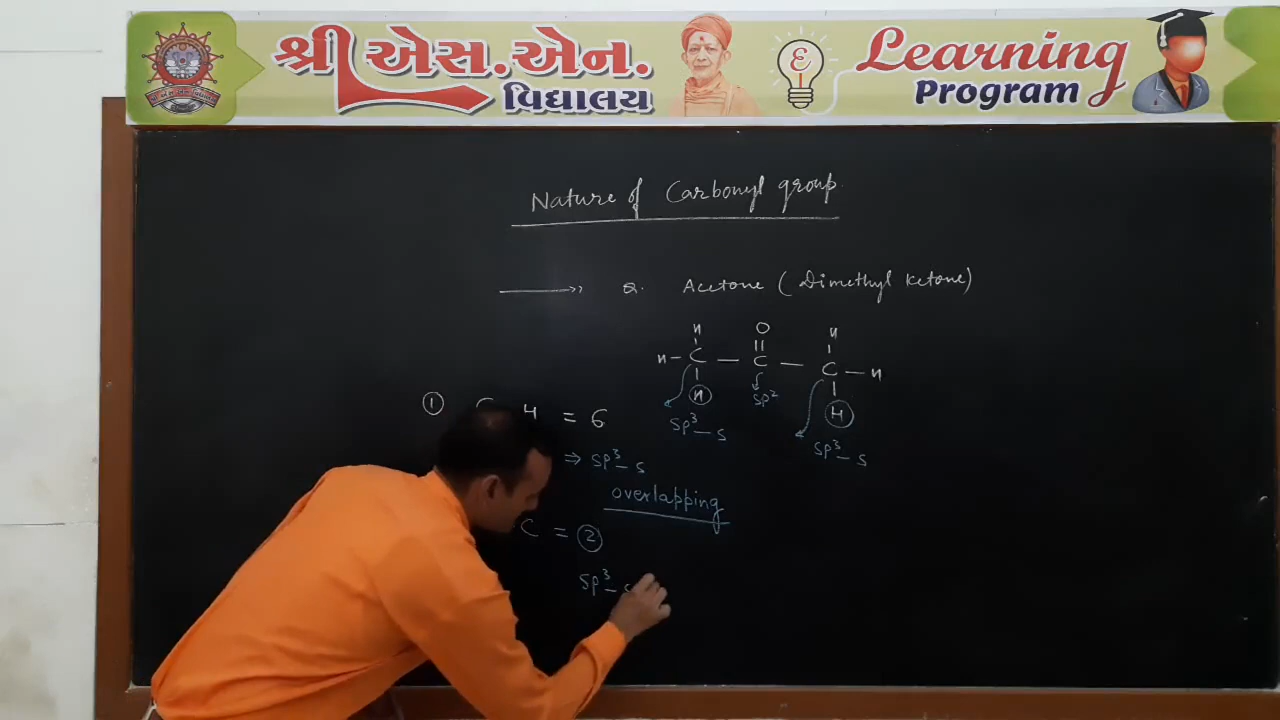 શ્રી એસ.એન. વિદ્યાલય
Learning Program
Nature of Carbonyl group.
Acetone (Dimethyl Ketone)
H O H
H – C – C – C – H
H sp² H
sp³ – s
sp³ – s
① 4 = 6
⇒ sp³ – s
overlapping
C = ②
sp³ –